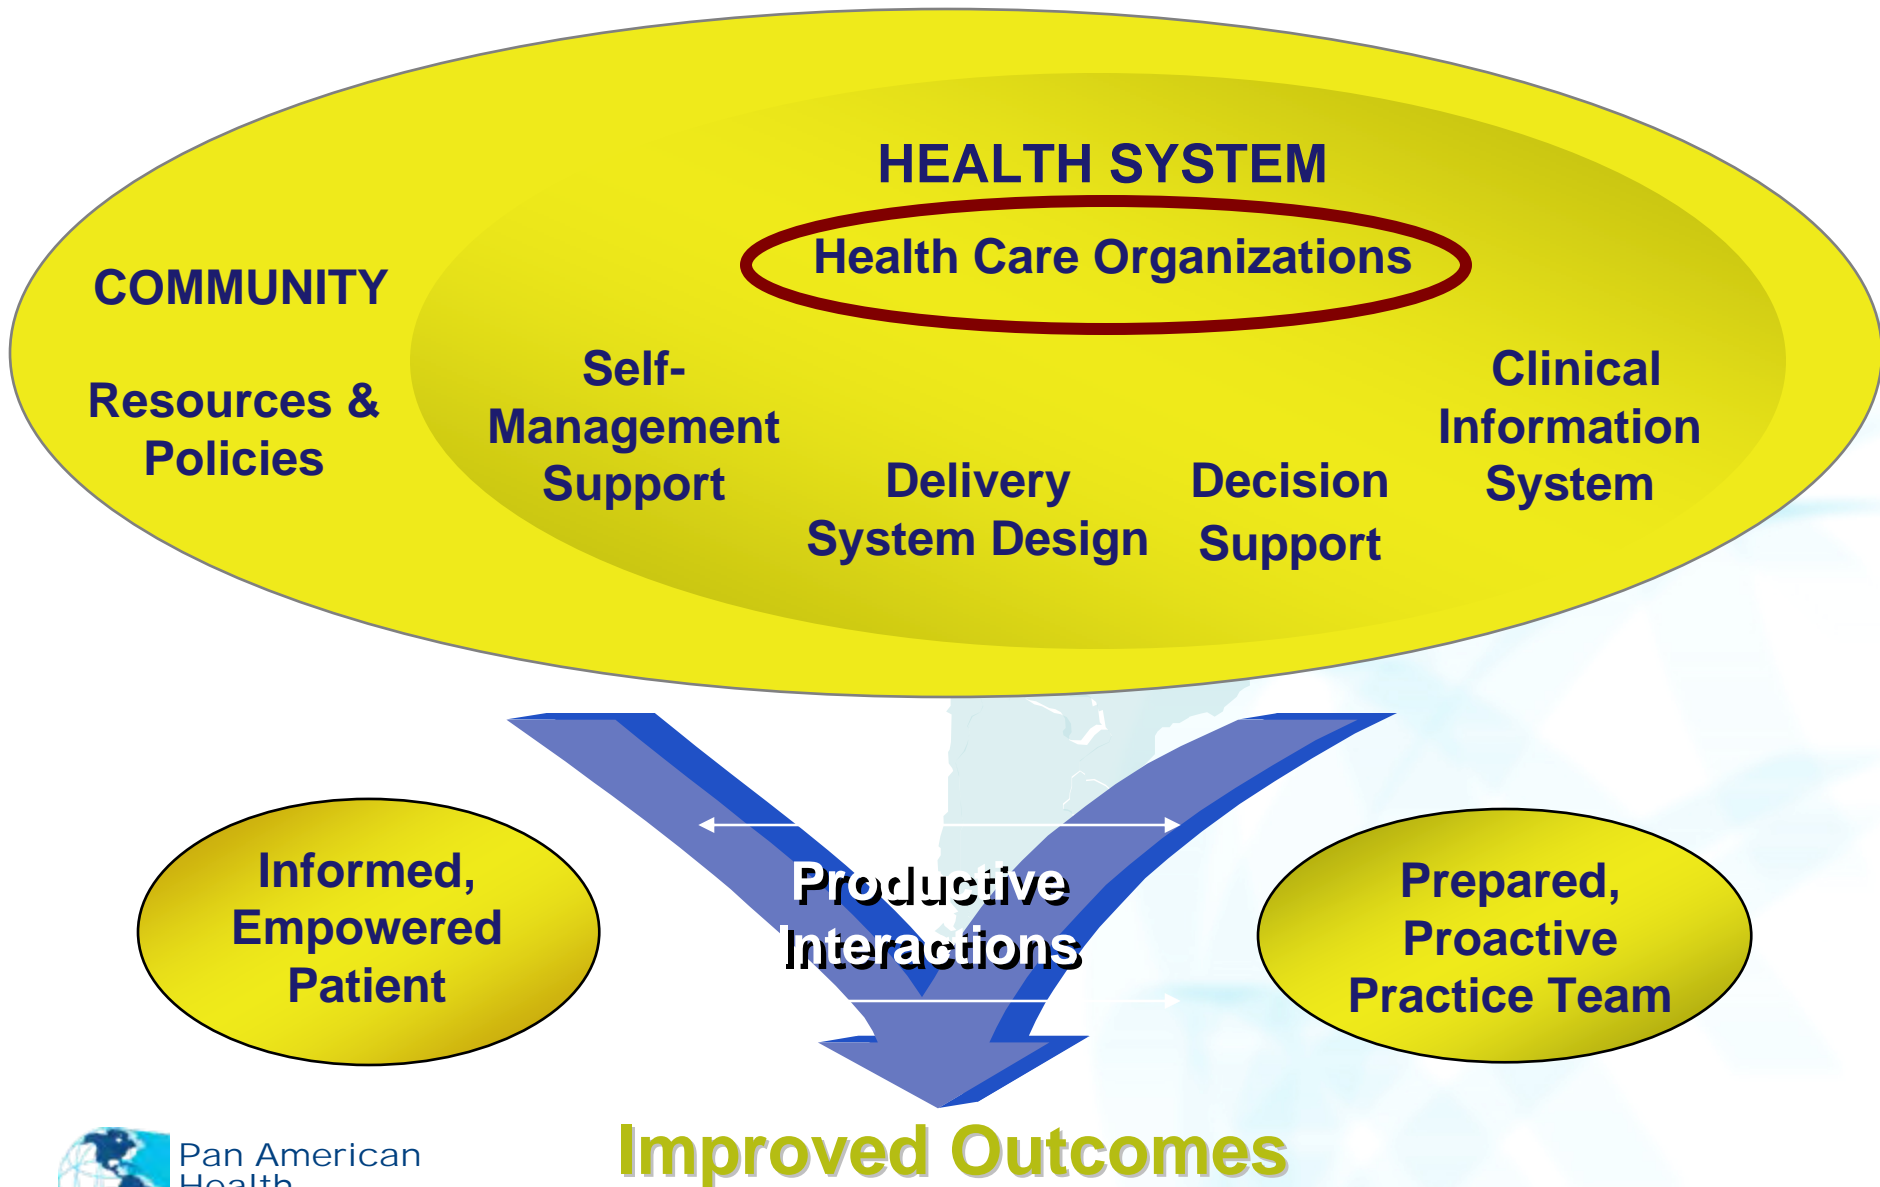 HEALTH SYSTEM
Health Care Organizations
COMMUNITY
Resources &
Policies
Self-
Management
Support
Delivery
System Design
Decision
Support
Clinical
Information
System
Informed,
Empowered
Patient
Productive
Interactions
Prepared,
Proactive
Practice Team
Improved Outcomes
Pan American
Health